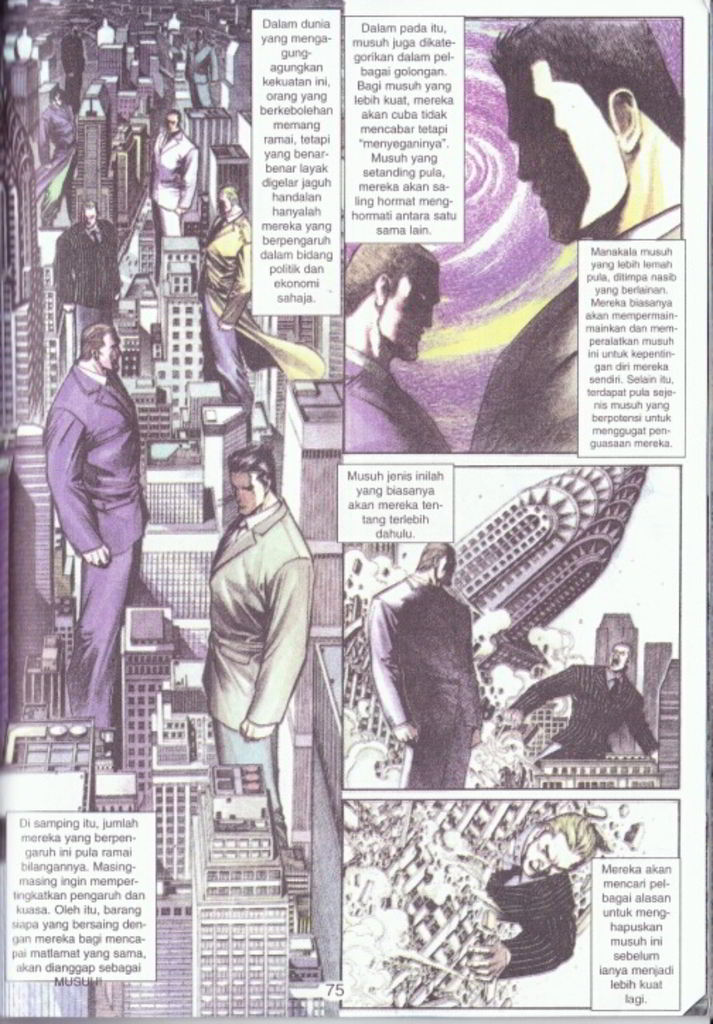 Dalam dunia
yang menga-
gung-
agungkan
kekuatan ini,
orang yang
berkebolehan
memang
ramai, tetapi
yang benar-
benar layak
digelar jaguh
handalan
hanyalah
mereka yang
berpengaruh
dalam bidang
politik dan
ekonomi
sahaja.
Di samping itu, jumlah
mereka yang berpen-
garuh ini pula ramai
bilangannya. Masing-
masing ingin memper-
tingkatkan pengaruh dan
kuasa. Oleh itu, barang
siapa yang bersaing den-
gan mereka bagi menca-
pai matlamat yang sama,
akan dianggap sebagai
MUSUH!
Dalam pada itu,
musuh juga dikate-
gorikan dalam pel-
bagai golongan.
Bagi musuh yang
lebih kuat, mereka
akan cuba tidak
mencabar tetapi
"menyeganinya".
Musuh yang
setanding pula,
mereka akan sa-
ling hormat meng-
hormati antara satu
sama lain.
Manakala musuh
yang lebih lemah
pula, ditimpa nasib
yang berlainan.
Mereka biasanya
akan mempermain-
mainkan dan mem-
peralatkan musuh
ini untuk kepentin-
gan diri mereka
sendiri. Selain itu,
terdapat pula seje-
nis musuh yang
berpotensi untuk
menggugat pen-
guasaan mereka.
Musuh jenis inilah
yang biasanya
akan mereka ten-
tang terlebih
dahulu.
Mereka akan
mencari pel-
bagai alasan
untuk meng-
hapuskan
musuh ini
sebelum
ianya menjadi
lebih kuat
lagi.
75